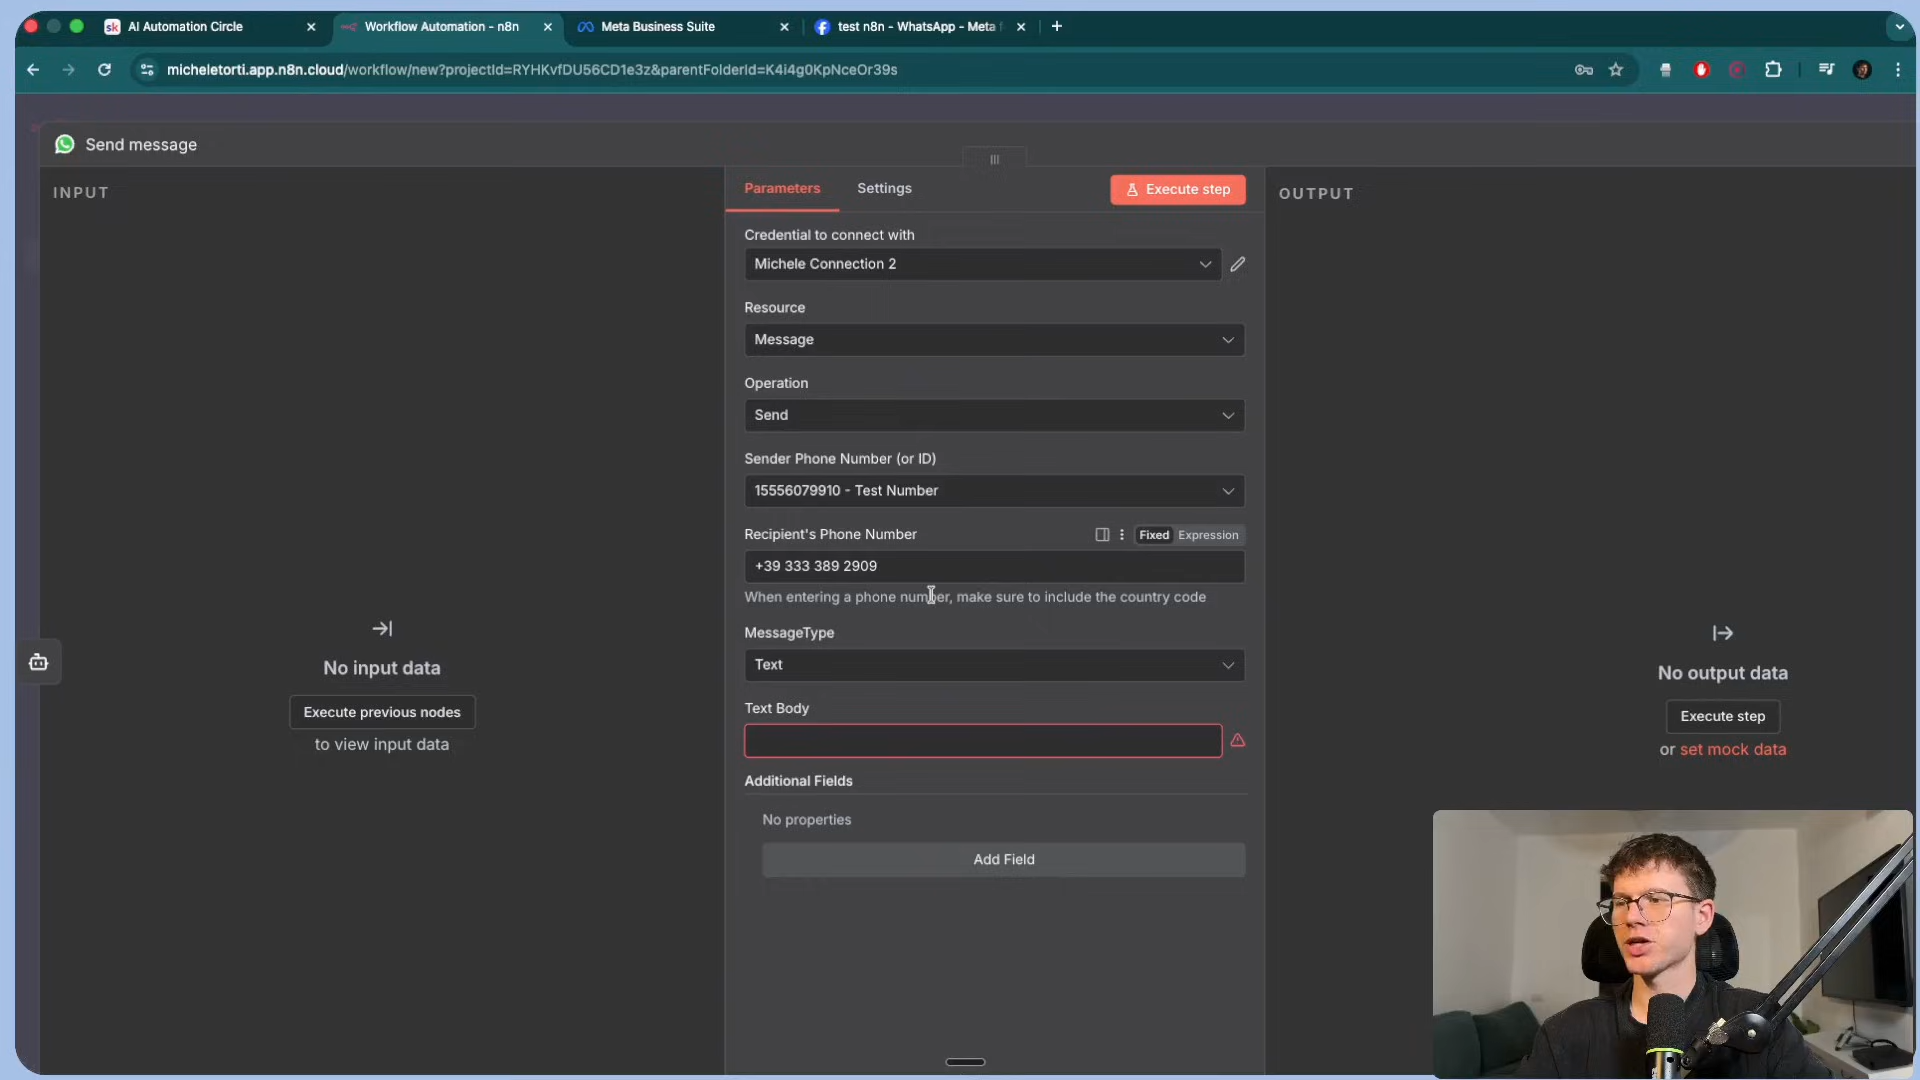 sk AI Automation Circle
Workflow Automation - n8n
Meta Business Suite
test n8n - WhatsApp - Meta f
micheletorti.app.n8n.cloud/workflow/new?projectId=RYHKvfDU56CD1e3z&parentFolderId=K4i4g0KpNceOr39s
Send message
INPUT
Parameters
Settings
Execute step
OUTPUT
Credential to connect with
Michele Connection 2
Resource
Message
Operation
Send
Sender Phone Number (or ID)
15556079910 - Test Number
Recipient's Phone Number
Fixed Expression
+39 333 389 2909
When entering a phone number, make sure to include the country code
MessageType
Text
Text Body
Additional Fields
No properties
Add Field
No input data
Execute previous nodes
to view input data
No output data
Execute step
or set mock data